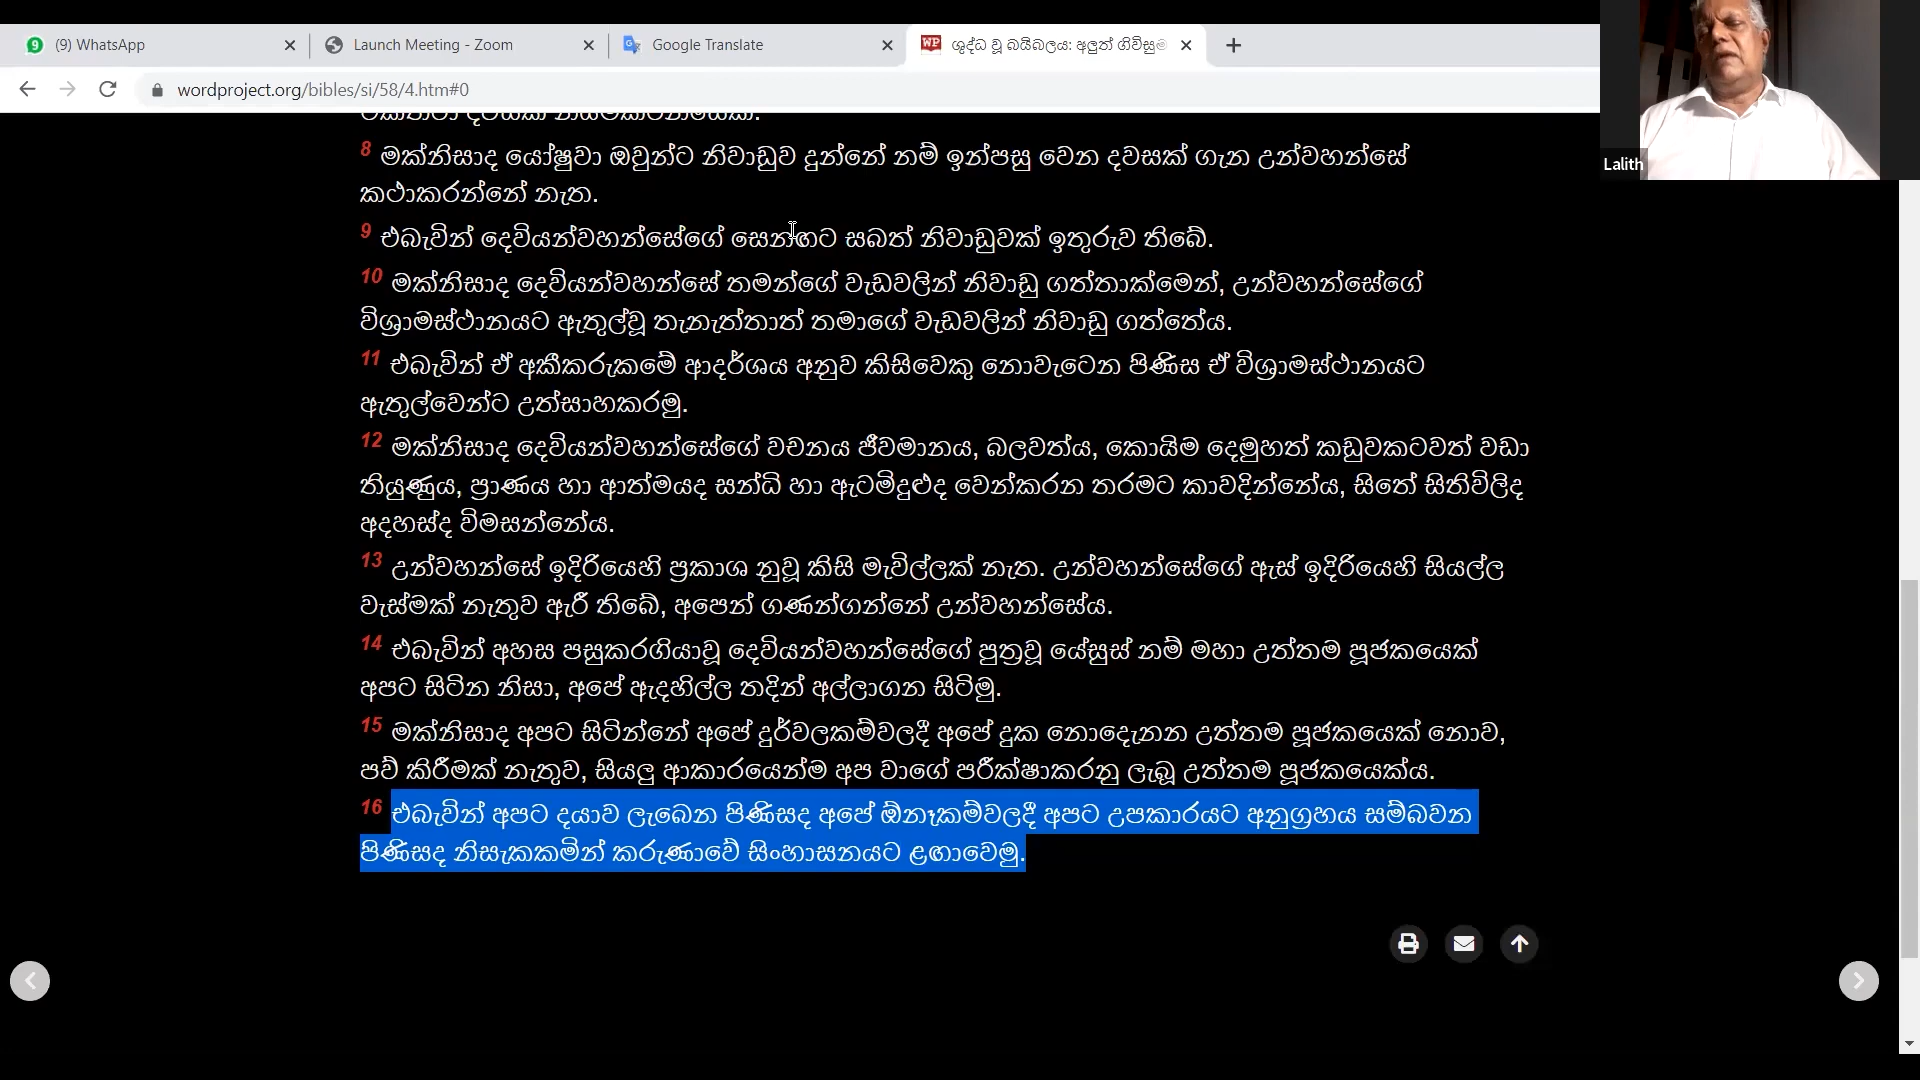 (9) WhatsApp
Launch Meeting - Zoom
Google Translate
ශුද්ධ වූ බයිබලය: අලුත් ගිවිසුම
wordproject.org/bibles/si/58/4.htm#0
Lalith
8 මක්නිසාද යෝෂුවා ඔවුන්ට නිවාඩුව දුන්නේ නම් ඉන්පසු වෙන දවසක් ගැන උන්වහන්සේ
කථාකරන්නේ නැත.
9 එබැවින් දෙවියන්වහන්සේගේ සෙනඟට සබත් නිවාඩුවක් ඉතුරුව තිබේ.
10 මක්නිසාද දෙවියන්වහන්සේ තමන්ගේ වැඩවලින් නිවාඩු ගත්තාක්මෙන්, උන්වහන්සේගේ
විශ්‍රාමස්ථානයට ඇතුල්වූ තැනැත්තාත් තමාගේ වැඩවලින් නිවාඩු ගත්තේය.
11 එබැවින් ඒ අකීකරුකමේ ආදර්ශය අනුව කිසිවෙකු නොවැටෙන පිණිස ඒ විශ්‍රාමස්ථානයට
ඇතුල්වෙන්ට උත්සාහකරමු.
12 මක්නිසාද දෙවියන්වහන්සේගේ වචනය ජීවමානය, බලවත්ය, කොයිම දෙමුහත් කඩුවකටවත් වඩා
තියුණුය, ප්‍රාණය හා ආත්මයද සන්ධි හා ඇටමිදුළුද වෙන්කරන තරමට කාවදින්නේය, සිතේ සිතිවිලිද
අදහස්ද විමසන්නේය.
13 උන්වහන්සේ ඉදිරියෙහි ප්‍රකාශ නුවූ කිසි මැවිල්ලක් නැත. උන්වහන්සේගේ ඇස් ඉදිරියෙහි සියල්ල
වැස්මක් නැතුව ඇරී තිබේ, අපෙන් ගණන්ගන්නේ උන්වහන්සේය.
14 එබැවින් අහස පසුකරගියාවූ දෙවියන්වහන්සේගේ පුත්‍රවූ යේසුස් නම් මහා උත්තම පූජකයෙක්
අපට සිටින නිසා, අපේ ඇදහිල්ල තදින් අල්ලාගන සිටිමු.
15 මක්නිසාද අපට සිටින්නේ අපේ දුර්වලකම්වලදී අපේ දුක නොදැනන උත්තම පූජකයෙක් නොව,
පව් කිරීමක් නැතුව, සියලු ආකාරයෙන්ම අප වාගේ පරීක්ෂාකරනු ලැබූ උත්තම පූජකයෙක්ය.
16 එබැවින් අපට දයාව ලැබෙන පිණිසද අපේ ඕනෑකම්වලදී අපට උපකාරයට අනුග්‍රහය සම්බවන
පිණිසද නිසැකකමින් කරුණාවේ සිංහාසනයට ළඟාවෙමු.